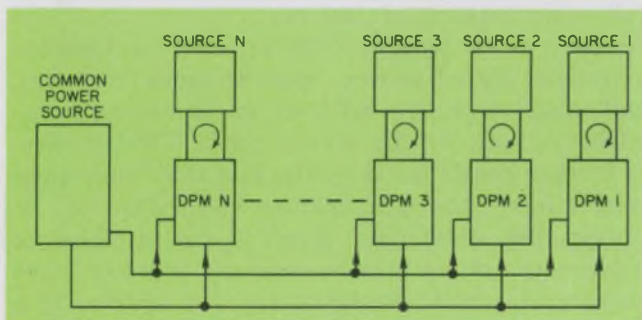 SOURCE N
SOURCE 3
SOURCE 2
SOURCE 1
COMMON
POWER
SOURCE
DPM N
DPM 3
DPM 2
DPM 1